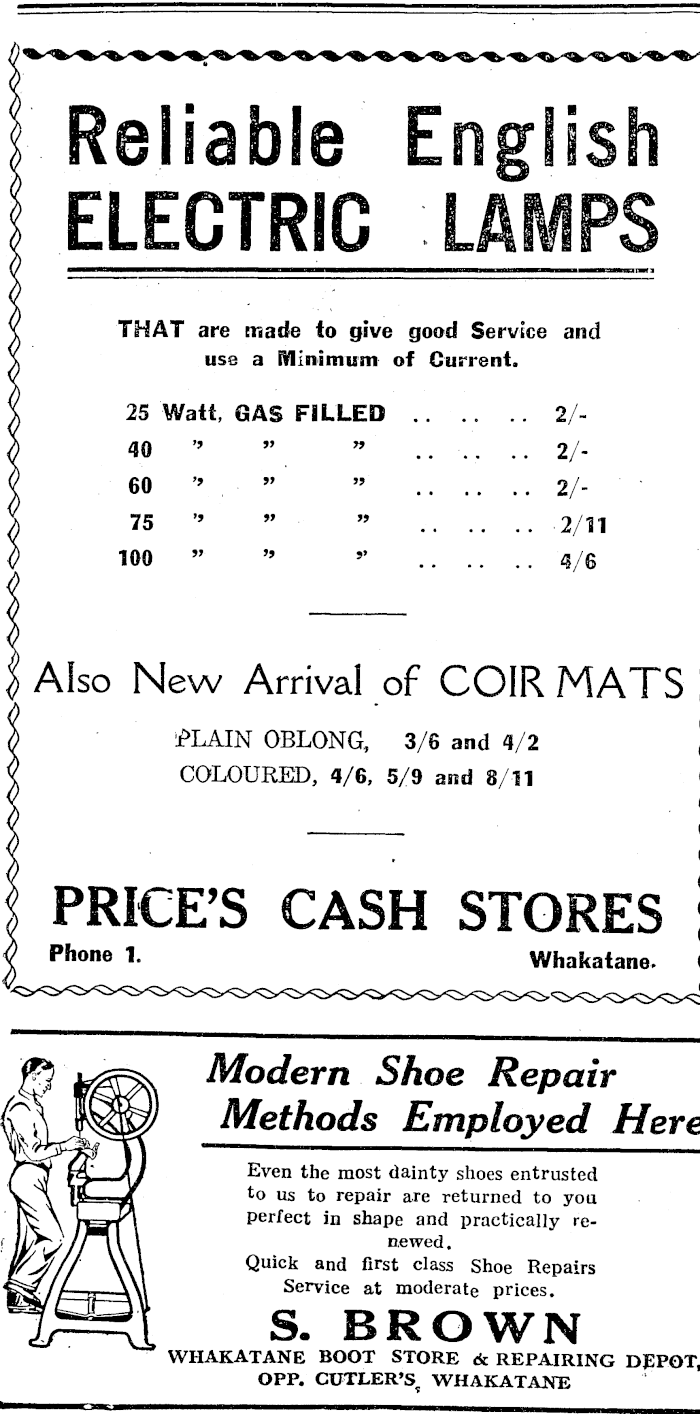 Reliable English
ELECTRIC LAMPS
THAT are made to give good Service and
use a Minimum of Current.
25 Watt, GAS FILLED .. .. .. 2/-
40 ” ” ” .. .. .. 2/-
60 ” ” ” .. .. .. 2/-
75 ” ” ” .. .. .. 2/11
100 ” ” ” .. .. .. 4/6
Also New Arrival of COIR MATS
PLAIN OBLONG, 3/6 and 4/2
COLOURED, 4/6, 5/9 and 8/11
PRICE'S CASH STORES
Phone 1. Whakatane.
Modern Shoe Repair
Methods Employed Here
Even the most dainty shoes entrusted
to us to repair are returned to you
perfect in shape and practically re-
newed.
Quick and first class Shoe Repairs
Service at moderate prices.
S. BROWN
WHAKATANE BOOT STORE & REPAIRING DEPOT,
OPP. CUTLER'S, WHAKATANE